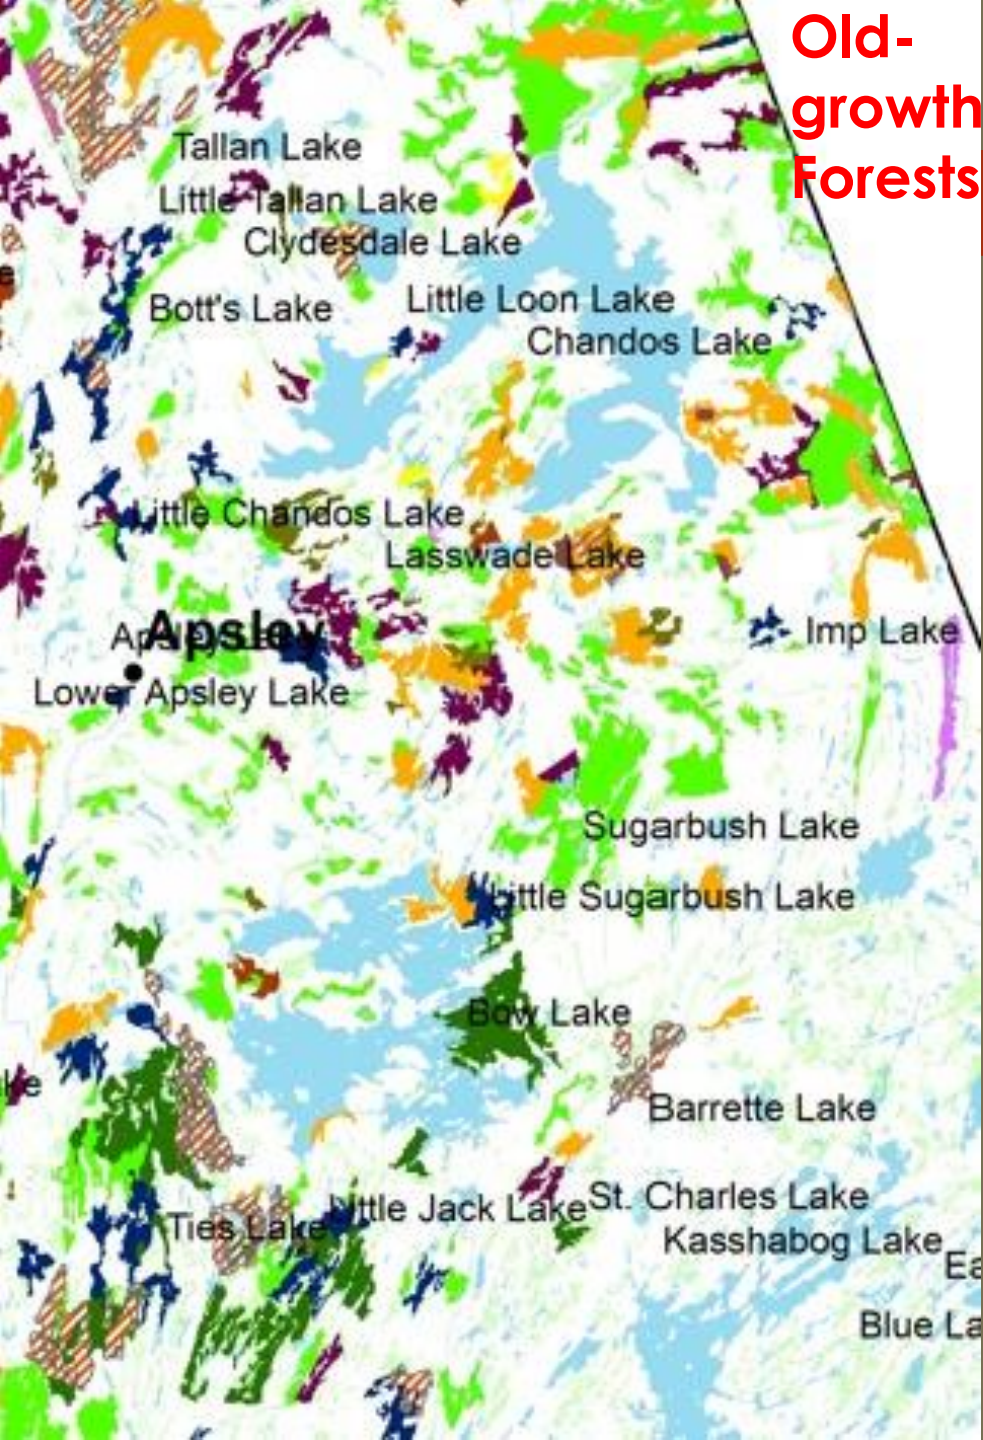 Old-
growth
Forests
Tallan Lake
Little Tallan Lake
Clydesdale Lake
Bott's Lake
Little Loon Lake
Chandos Lake
Little Chandos Lake
Lasswade Lake
Apsley
Imp Lake
Lower Apsley Lake
Sugarbush Lake
Little Sugarbush Lake
Bow Lake
Barrette Lake
Little Jack Lake
St. Charles Lake
Ties Lake
Kasshabog Lake
Blue La